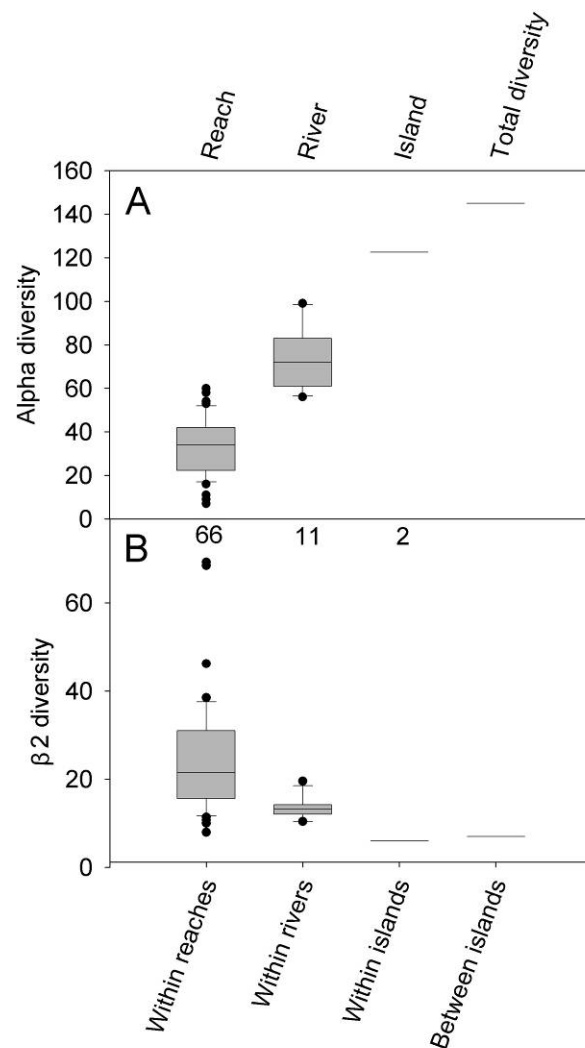 Reach River Island Total diversity
A
Alpha diversity
160
140
120
100
80
60
40
20
0
66 11 2
B
β2 diversity
60
40
20
0
Within reaches Within rivers Within islands Between islands